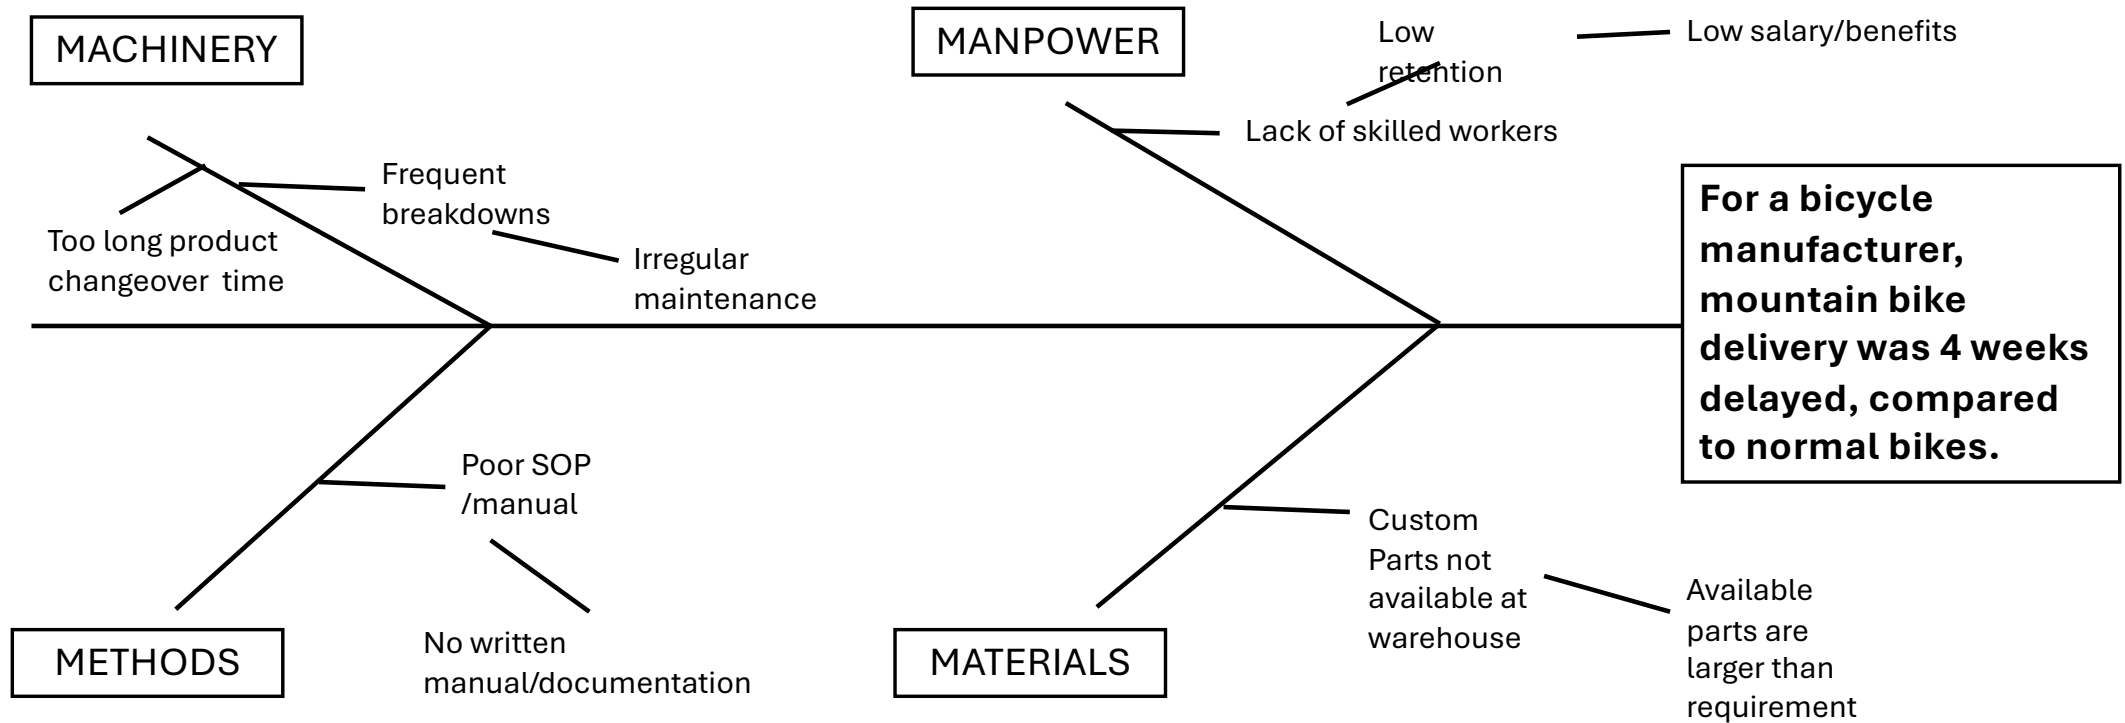 MACHINERY
MANPOWER
Low
retention
Low salary/benefits
Lack of skilled workers
Frequent
breakdowns
Too long product
changeover  time
Irregular
maintenance
For a bicycle
manufacturer,
mountain bike
delivery was 4 weeks
delayed, compared
to normal bikes.
Poor SOP
/manual
No written
manual/documentation
METHODS
MATERIALS
Custom
Parts not
available at
warehouse
Available
parts are
larger than
requirement